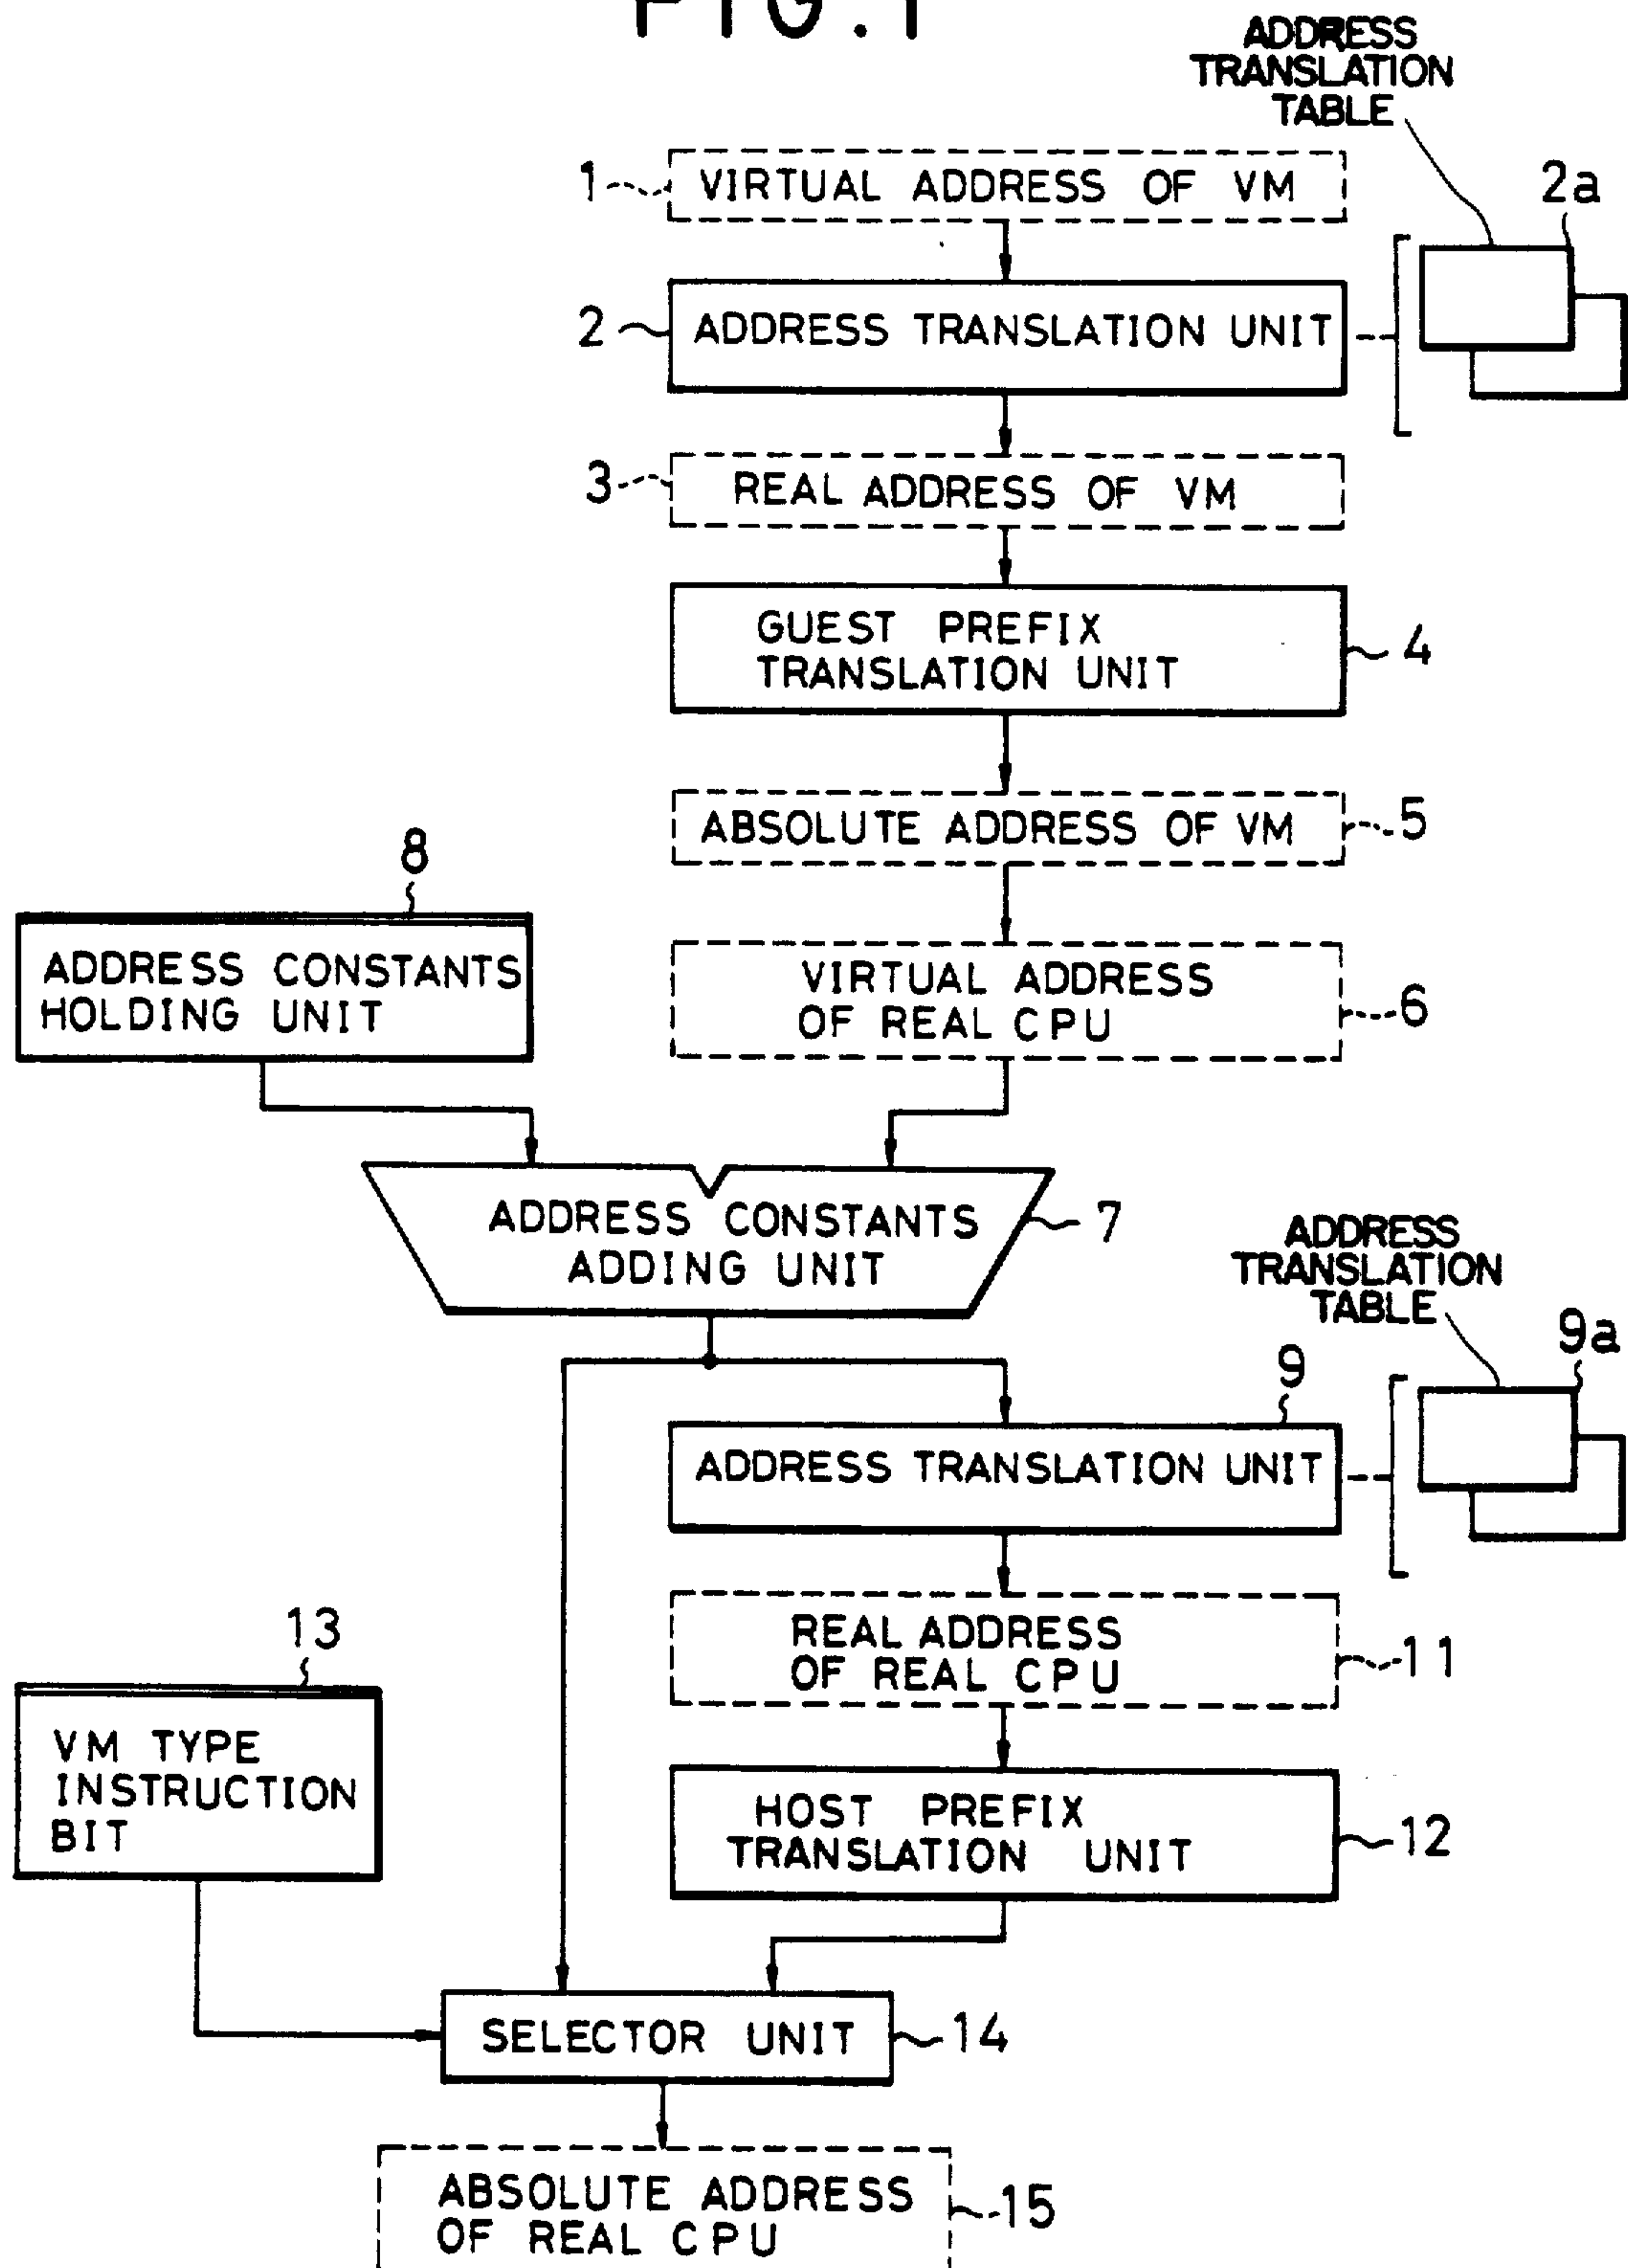 FIG. 1
ADDRESS
TRANSLATION
TABLE
1
VIRTUAL ADDRESS OF VM
2a
2
ADDRESS TRANSLATION UNIT
3
REAL ADDRESS OF VM
GUEST PREFIX
TRANSLATION UNIT
4
ABSOLUTE ADDRESS OF VM
5
8
ADDRESS CONSTANTS
HOLDING UNIT
VIRTUAL ADDRESS
OF REAL CPU
6
ADDRESS CONSTANTS
ADDING UNIT
7
ADDRESS
TRANSLATION
TABLE
9a
9
ADDRESS TRANSLATION UNIT
REAL ADDRESS
OF REAL CPU
11
13
VM TYPE
INSTRUCTION
BIT
HOST PREFIX
TRANSLATION UNIT
12
SELECTOR UNIT
14
ABSOLUTE ADDRESS
OF REAL CPU
15